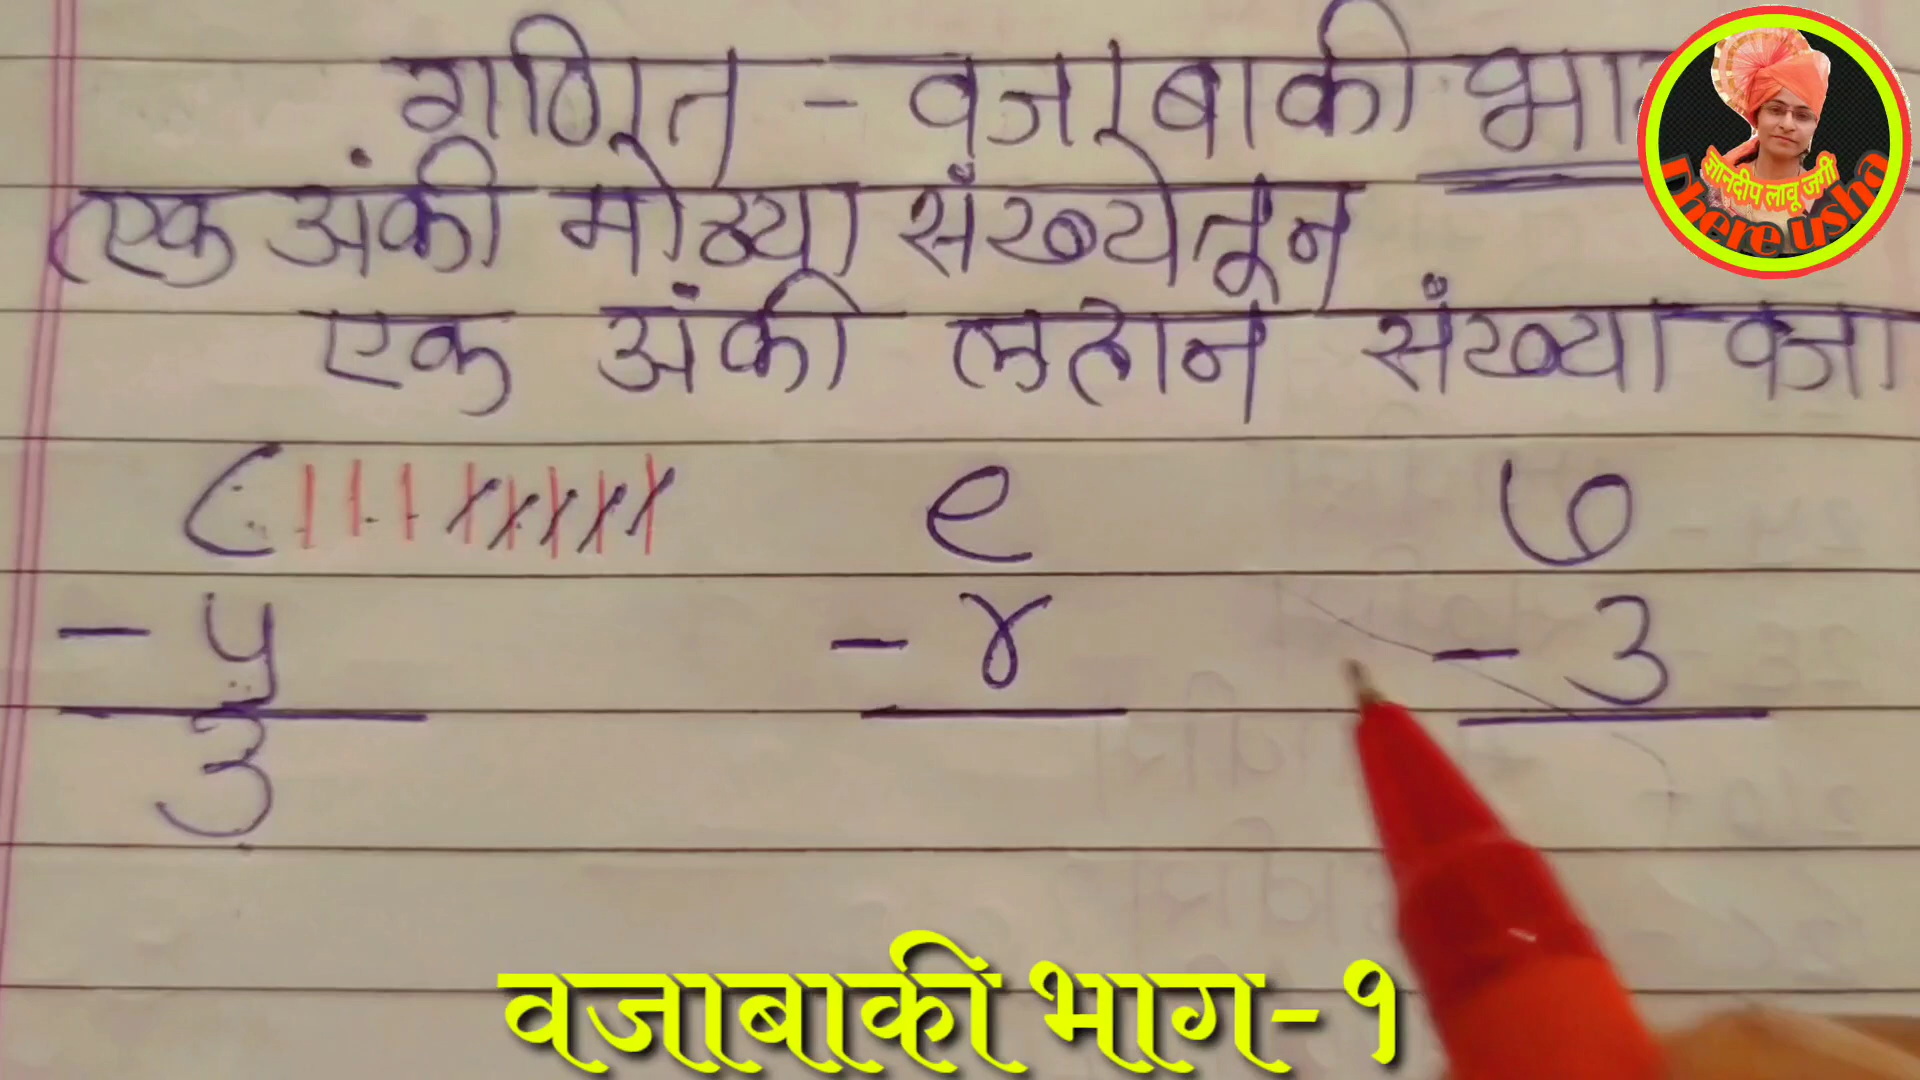 गणित - वजाबाकी भा
एक अंकी मोठ्या संख्येतून
एक अंकी लहान संख्या वजा
८ ९ ७
- ५ - ४ - ३
३
वजाबाकी भाग-१
ज्ञानदीप लावू जगी
Dhere usha